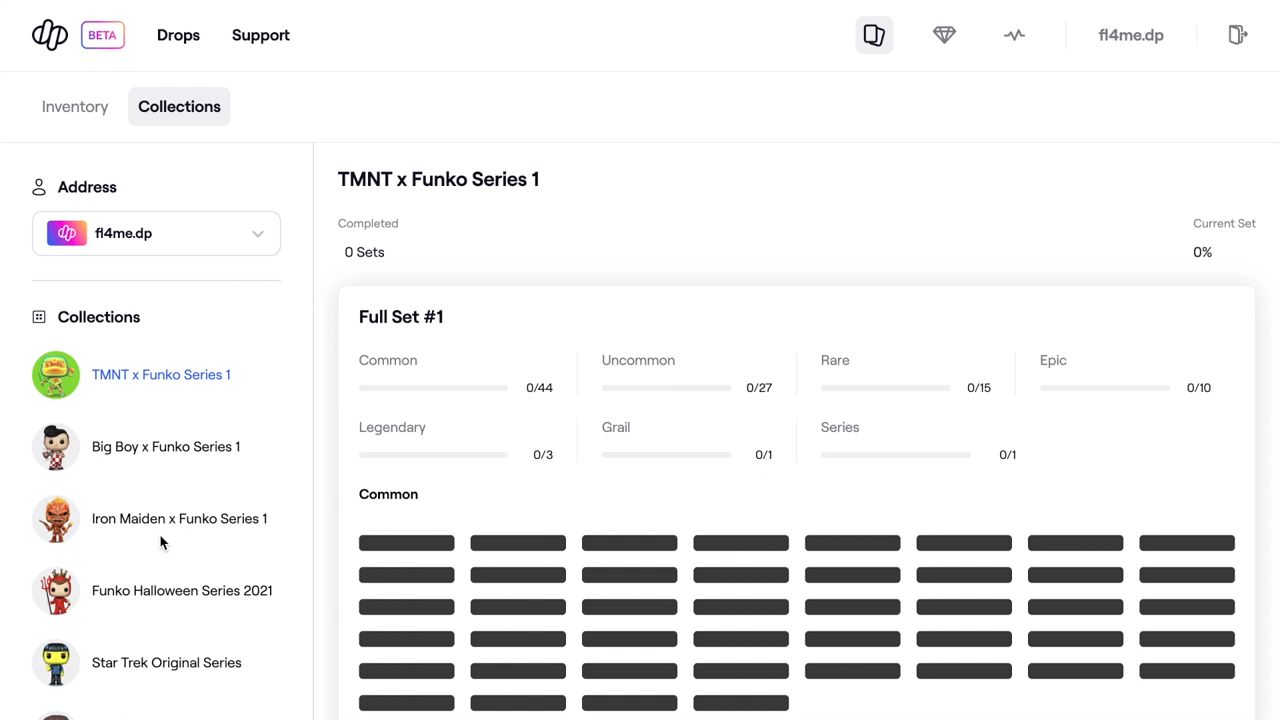 BETA
Drops
Support
fl4me.dp
Inventory
Collections
Address
fl4me.dp
Collections
TMNT x Funko Series 1
Big Boy x Funko Series 1
Iron Maiden x Funko Series 1
Funko Halloween Series 2021
Star Trek Original Series
TMNT x Funko Series 1
Completed
Current Set
0 Sets
0%
Full Set #1
Common
Uncommon
Rare
Epic
0/44
0/27
0/15
0/10
Legendary
Grail
Series
0/3
0/1
0/1
Common